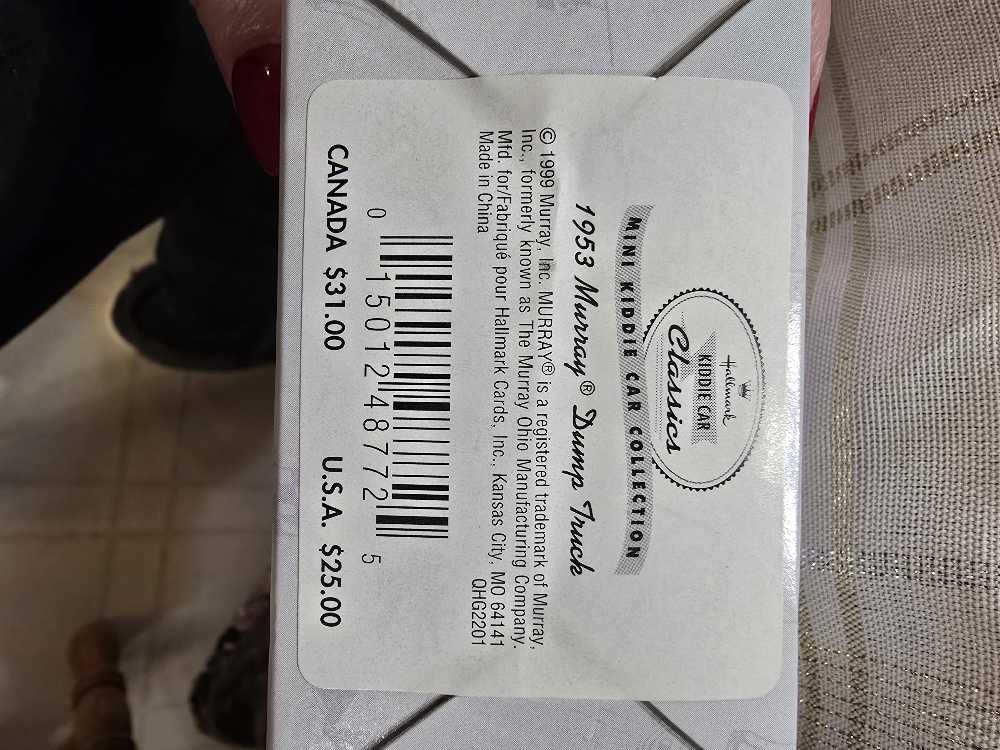 Hallmark
KIDDIE CAR
Classics
MINI KIDDIE CAR COLLECTION
1953 Murray® Dump Truck
© 1999 Murray, Inc. MURRAY® is a registered trademark of Murray,
Inc., formerly known as The Murray Ohio Manufacturing Company.
Mfd. for/Fabriqué pour Hallmark Cards, Inc., Kansas City, MO 64141
Made in China
QHG2201
0 15012 48772 5
CANADA $31.00 U.S.A. $25.00